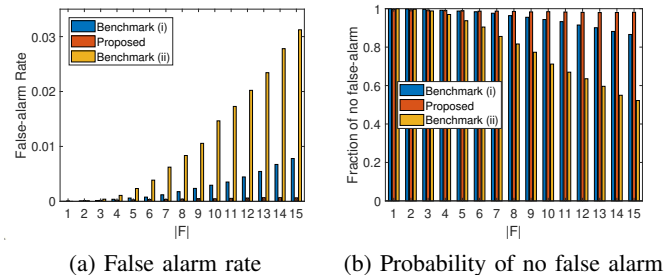 0.03
0.02
0.01
0
False-alarm Rate
Benchmark (i)
Proposed
Benchmark (ii)
1 2 3 4 5 6 7 8 9 10 11 12 13 14 15
|F|
(a) False alarm rate
1
0.8
0.6
0.4
0.2
0
Fraction of no false-alarm
Benchmark (i)
Proposed
Benchmark (ii)
1 2 3 4 5 6 7 8 9 10 11 12 13 14 15
|F|
(b) Probability of no false alarm